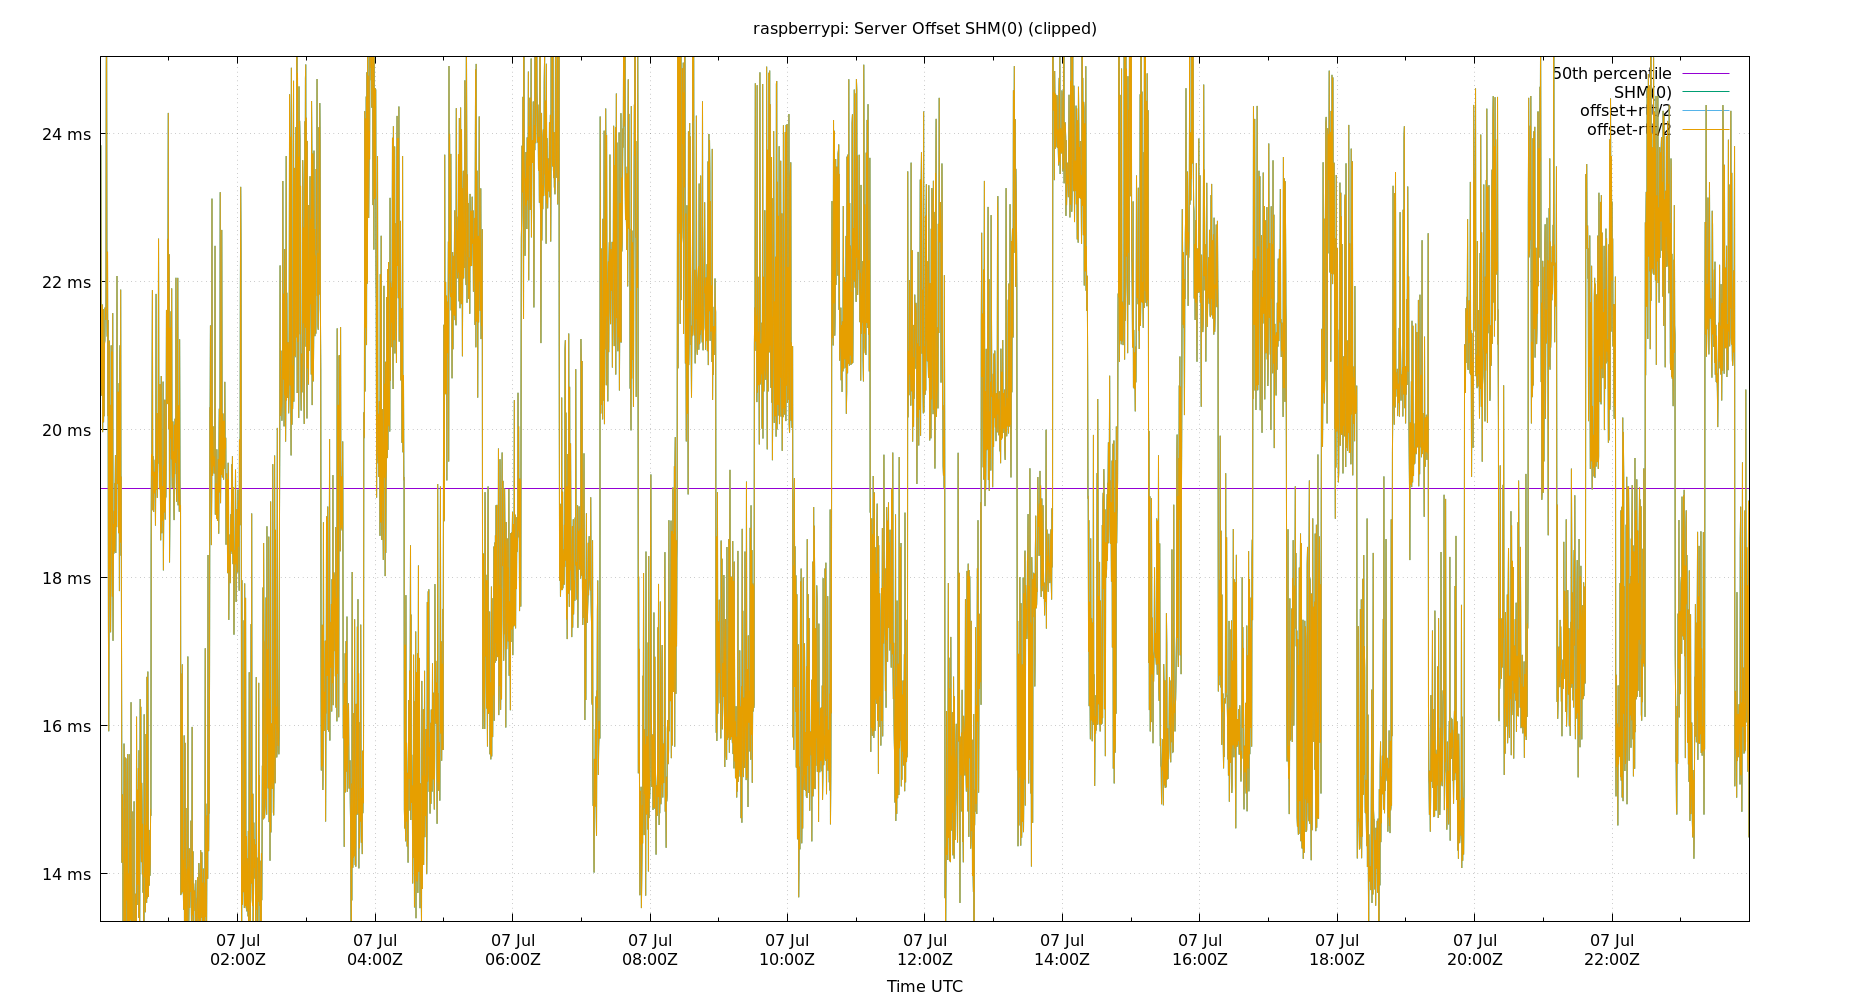 raspberrypi: Server Offset SHM(0) (clipped)
50th percentile
SHM(0)
offset+rtt/2
offset-rtt/2
24 ms
22 ms
20 ms
18 ms
16 ms
14 ms
07 Jul 07 Jul 07 Jul 07 Jul 07 Jul 07 Jul 07 Jul 07 Jul 07 Jul 07 Jul 07 Jul
02:00Z 04:00Z 06:00Z 08:00Z 10:00Z 12:00Z 14:00Z 16:00Z 18:00Z 20:00Z 22:00Z
Time UTC